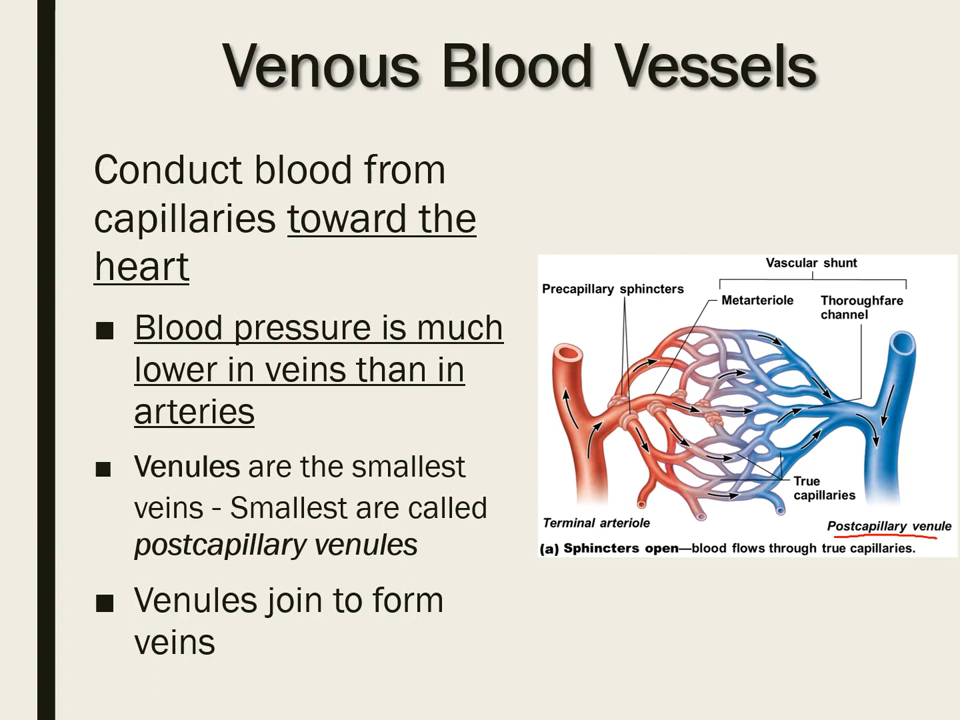 Venous Blood Vessels
Conduct blood from
capillaries toward the
heart
■ Blood pressure is much
lower in veins than in
arteries
■ Venules are the smallest
veins - Smallest are called
postcapillary venules
■ Venules join to form
veins
Vascular shunt
Precapillary sphincters
Metarteriole
Thoroughfare
channel
True
capillaries
Terminal arteriole
Postcapillary venule
(a) Sphincters open—blood flows through true capillaries.